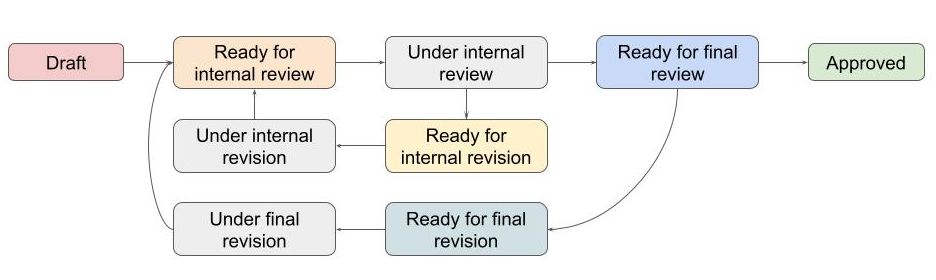 Draft
Ready for
internal review
Under internal
review
Ready for final
review
Approved
Under internal
revision
Ready for
internal revision
Under final
revision
Ready for final
revision